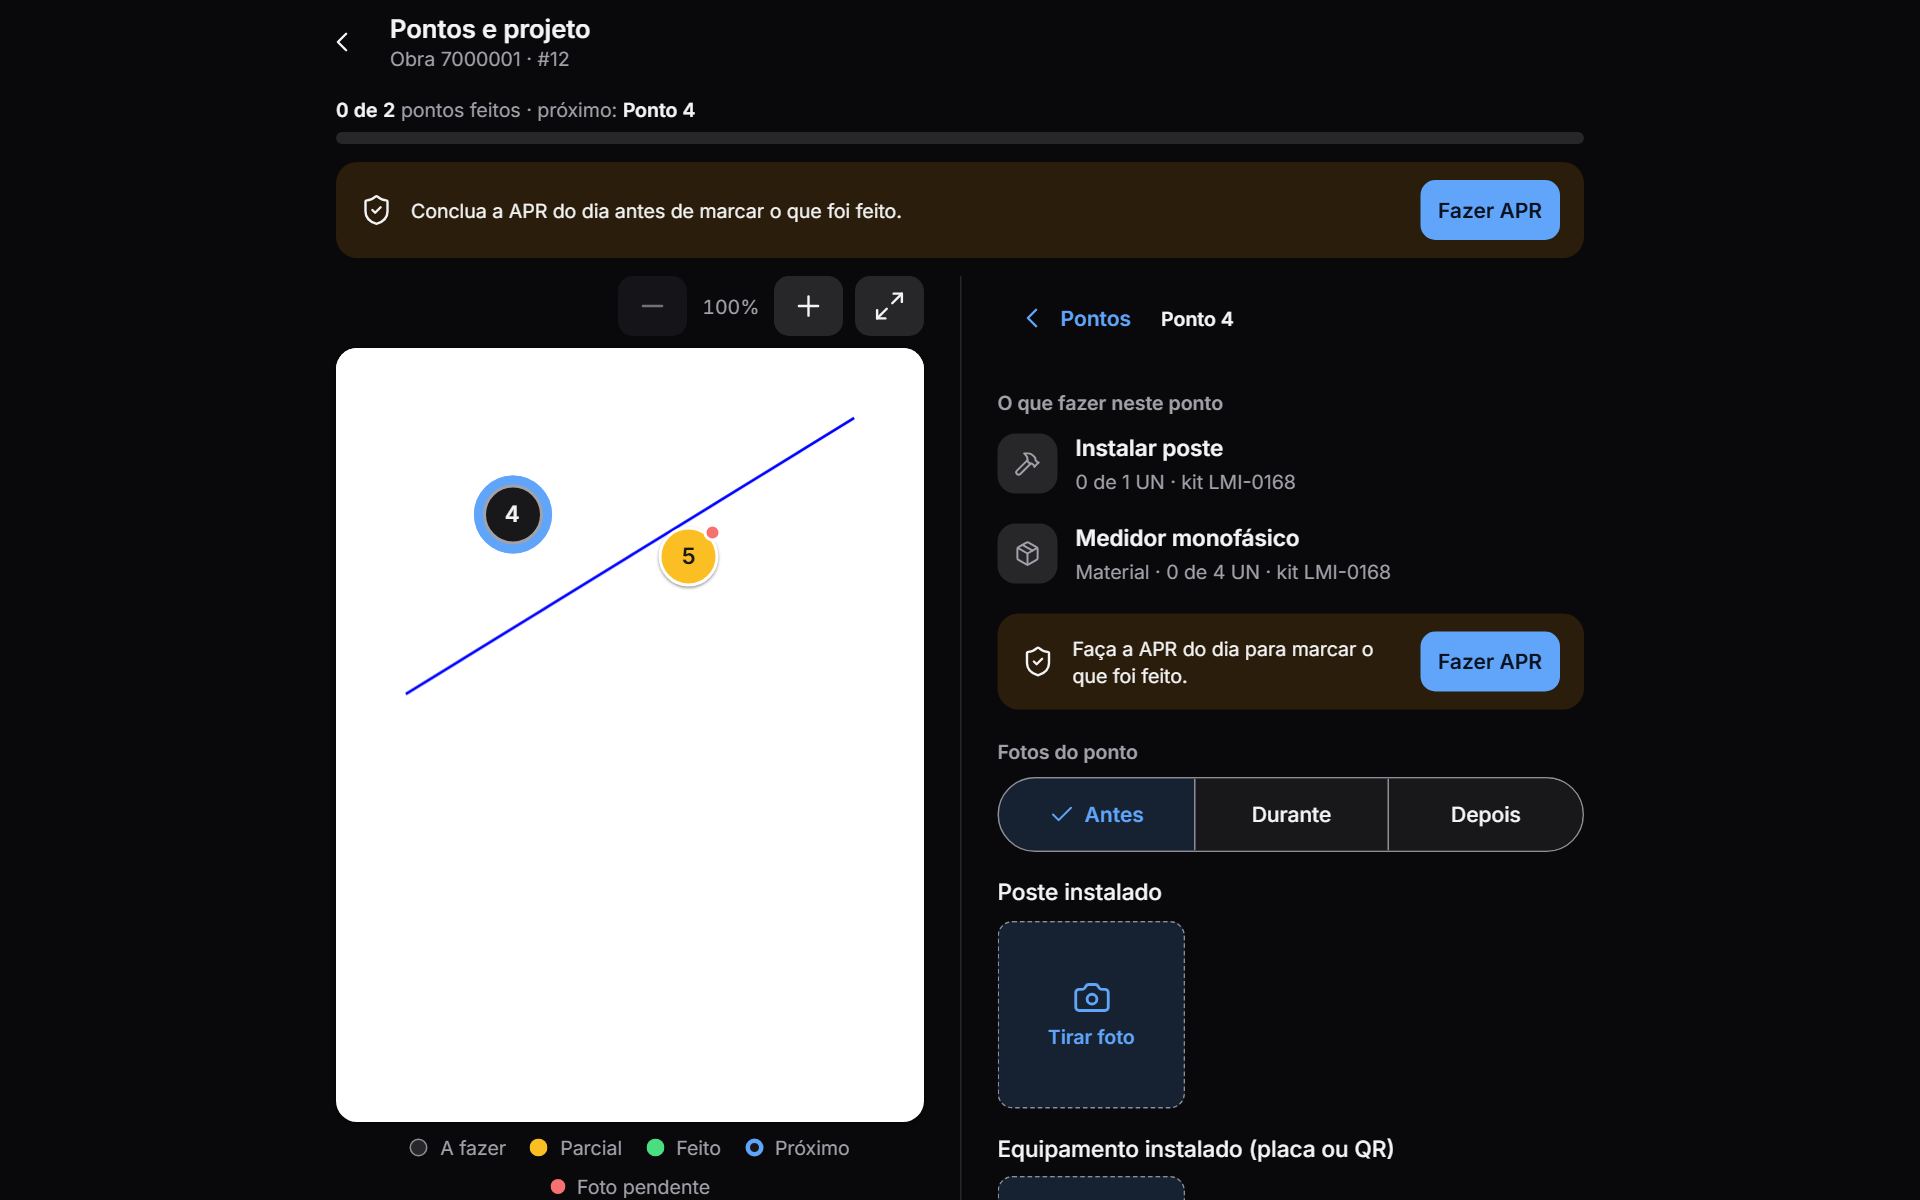 Pontos e projeto
Obra 7000001 · #12
0 de 2 pontos feitos · próximo: Ponto 4
Conclua a APR do dia antes de marcar o que foi feito.
Fazer APR
100%
4
5
A fazer
Parcial
Feito
Próximo
Foto pendente
Pontos
Ponto 4
O que fazer neste ponto
Instalar poste
0 de 1 UN · kit LMI-0168
Medidor monofásico
Material · 0 de 4 UN · kit LMI-0168
Faça a APR do dia para marcar o
que foi feito.
Fazer APR
Fotos do ponto
Antes
Durante
Depois
Poste instalado
Tirar foto
Equipamento instalado (placa ou QR)